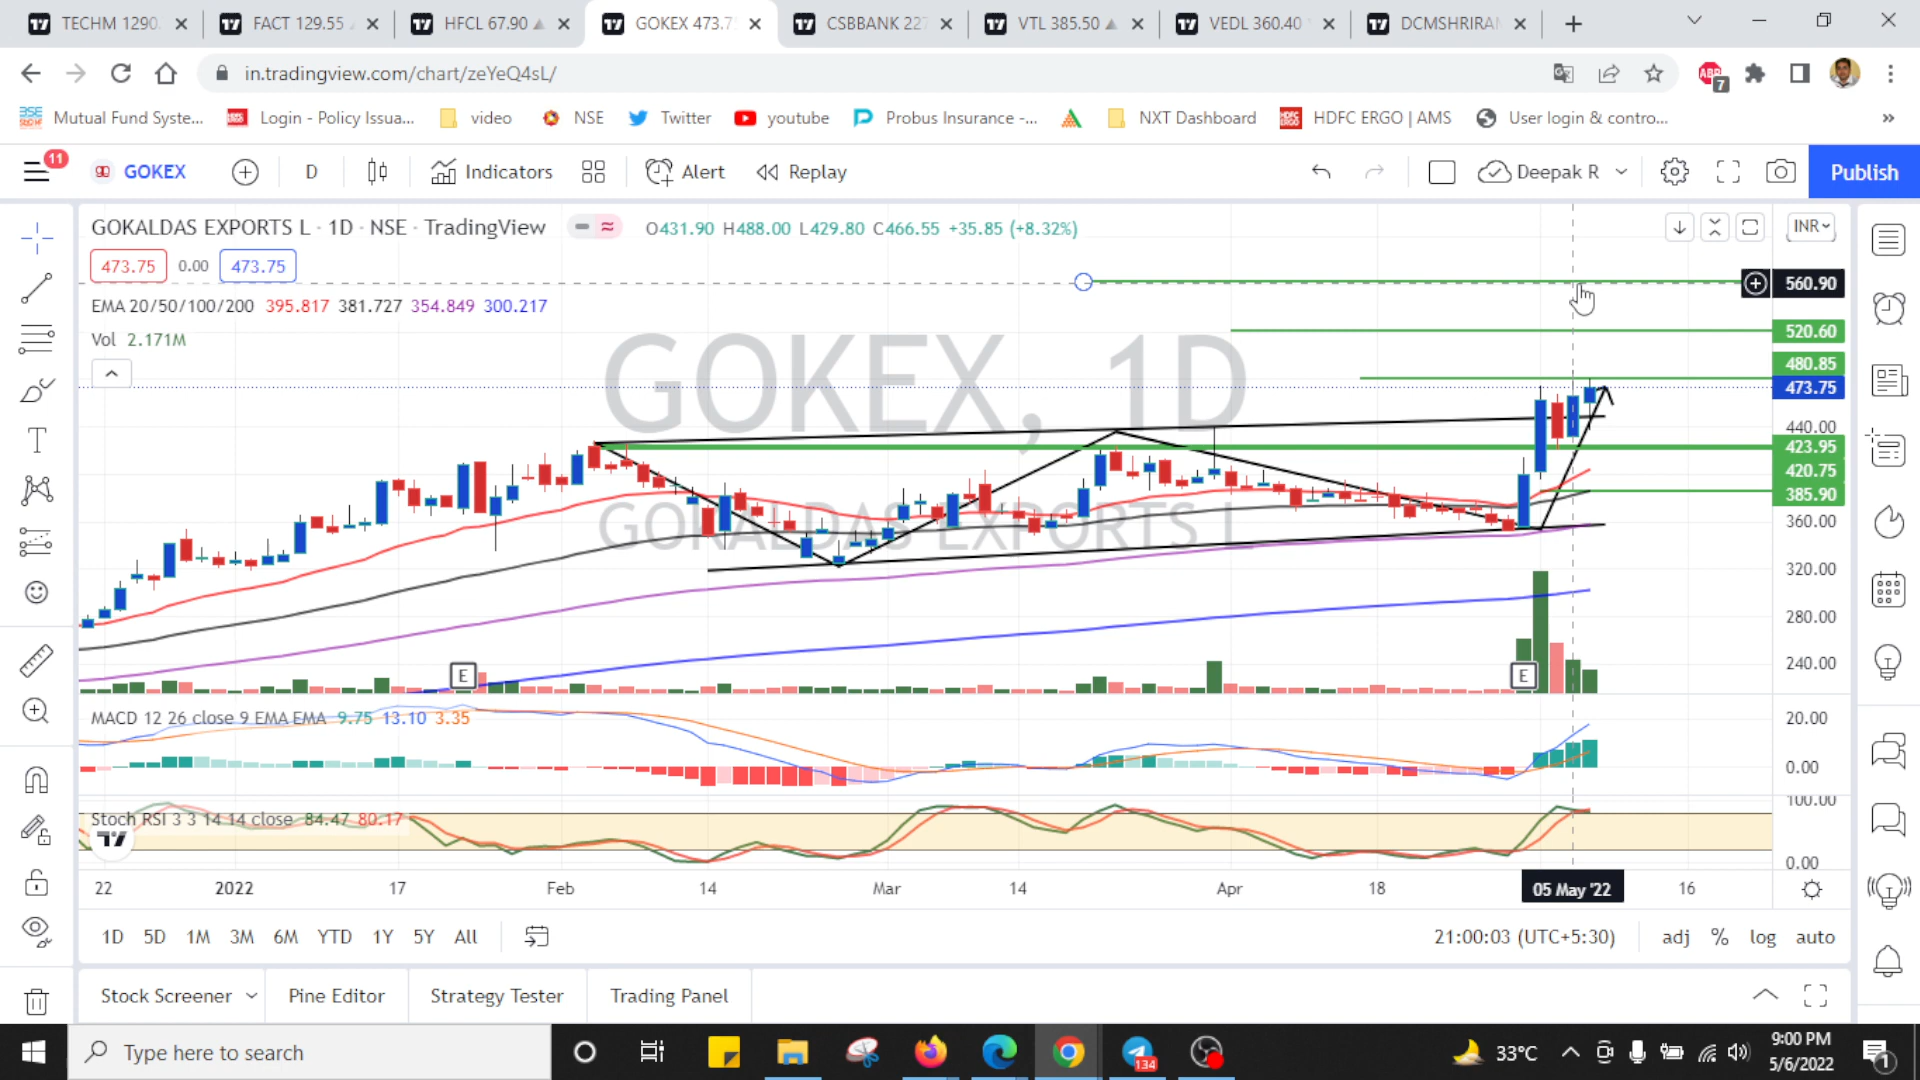 TECHM 1290. FACT 129.55 HFCL 67.90 GOKEX 473.7 CSBBANK 227 VTL 385.50 VEDL 360.40 DCMSHRIRAM
in.tradingview.com/chart/zeYeQ4sL/ ABP 7
Mutual Fund Syste... Login - Policy Issua... video NSE Twitter youtube Probus Insurance -... NXT Dashboard HDFC ERGO | AMS User login & contro... »
11 GOKEX D Indicators Alert Replay Deepak R Publish
GOKALDAS EXPORTS L · 1D · NSE · TradingView O431.90 H488.00 L429.80 C466.55 +35.85 (+8.32%) INR
473.75 0.00 473.75
560.90
EMA 20/50/100/200 395.817 381.727 354.849 300.217
520.60
Vol 2.171M
480.85
473.75
GOKEX, 1D
440.00
423.95
420.75
385.90
GOKALDAS EXPORTS L
360.00
320.00
280.00
240.00
E E
MACD 12 26 close 9 EMA EMA 9.75 13.10 3.35 20.00
0.00
100.00
Stoch RSI 3 3 14 14 close 84.47 80.17
0.00
22 2022 17 Feb 14 Mar 14 Apr 18 05 May '22 16
1D 5D 1M 3M 6M YTD 1Y 5Y All 21:00:03 (UTC+5:30) adj % log auto
Stock Screener Pine Editor Strategy Tester Trading Panel
Type here to search 134 33°C 9:00 PM
5/6/2022 1